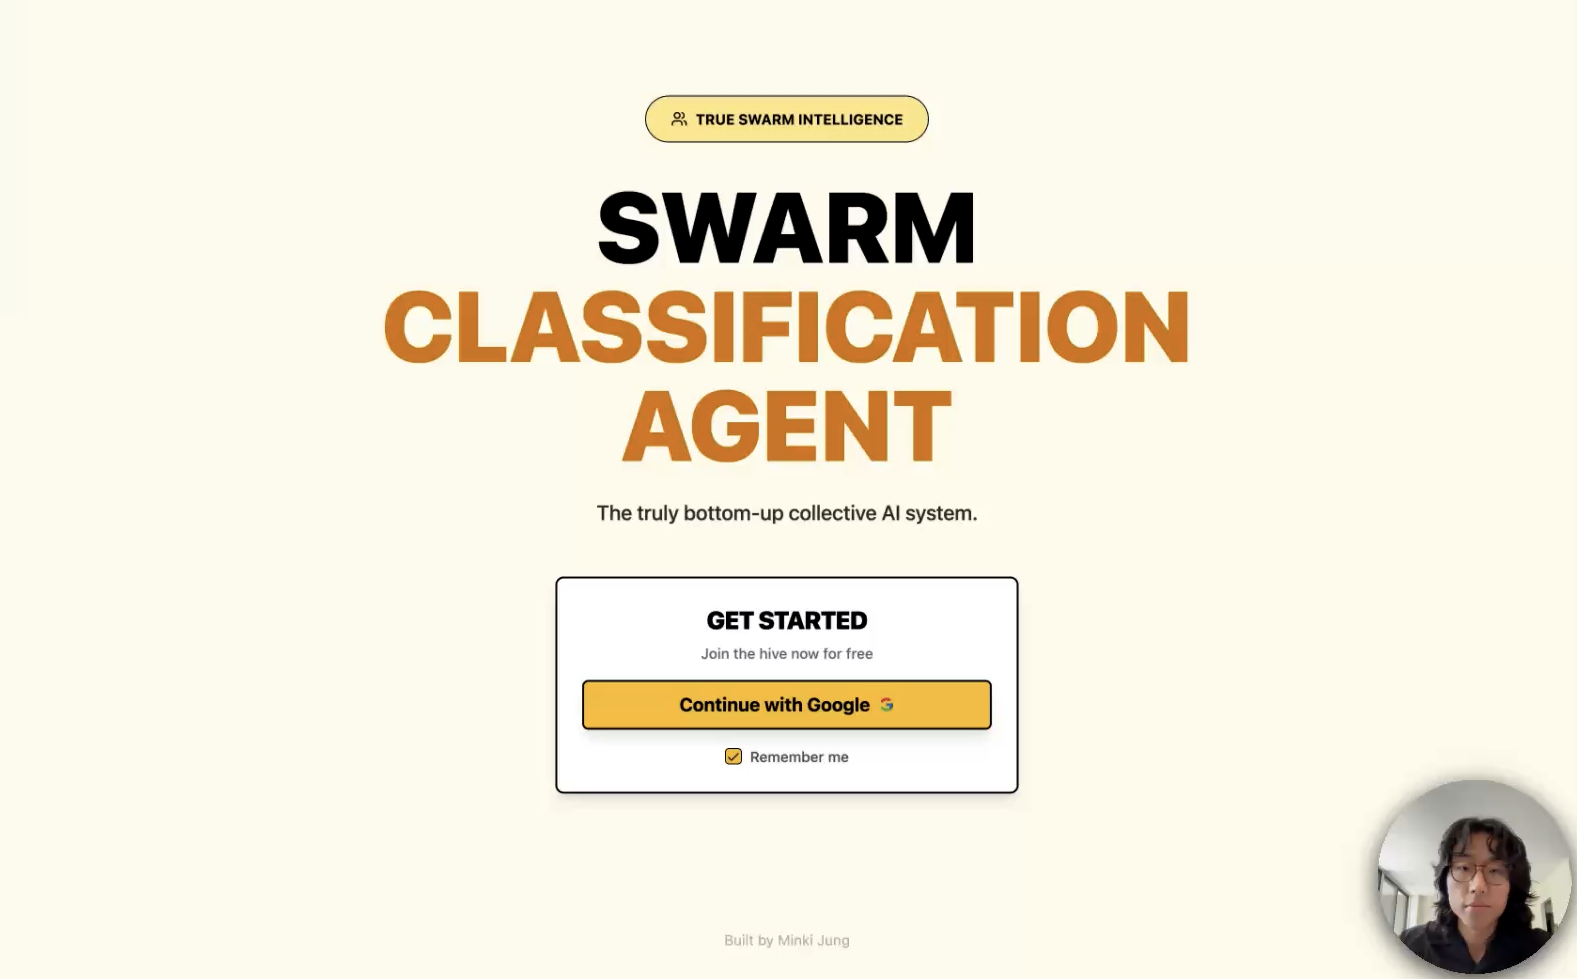 TRUE SWARM INTELLIGENCE
SWARM
CLASSIFICATION
AGENT
The truly bottom-up collective AI system.
GET STARTED
Join the hive now for free
Continue with Google
Remember me
Built by Minki Jung